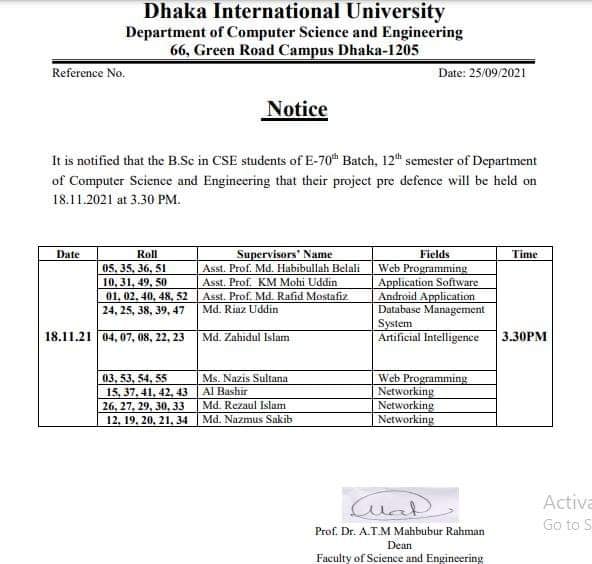 Dhaka International University
Department of Computer Science and Engineering
66, Green Road Campus Dhaka-1205
Reference No. Date: 25/09/2021
Notice
It is notified that the B.Sc in CSE students of E-70th Batch, 12th semester of Department
of Computer Science and Engineering that their project pre defence will be held on
18.11.2021 at 3.30 PM.
Date Roll Supervisors' Name Fields Time
05, 35, 36, 51 Asst. Prof. Md. Habibullah Belali Web Programming
10, 31, 49, 50 Asst. Prof. KM Mohi Uddin Application Software
01, 02, 40, 48, 52 Asst. Prof. Md. Rafid Mostafiz Android Application
24, 25, 38, 39, 47 Md. Riaz Uddin Database Management
System
18.11.21 04, 07, 08, 22, 23 Md. Zahidul Islam Artificial Intelligence 3.30PM
03, 53, 54, 55 Ms. Nazis Sultana Web Programming
15, 37, 41, 42, 43 Al Bashir Networking
26, 27, 29, 30, 33 Md. Rezaul Islam Networking
12, 19, 20, 21, 34 Md. Nazmus Sakib Networking
Prof. Dr. A.T.M Mahbubur Rahman
Dean
Faculty of Science and Engineering
Activa
Go to S